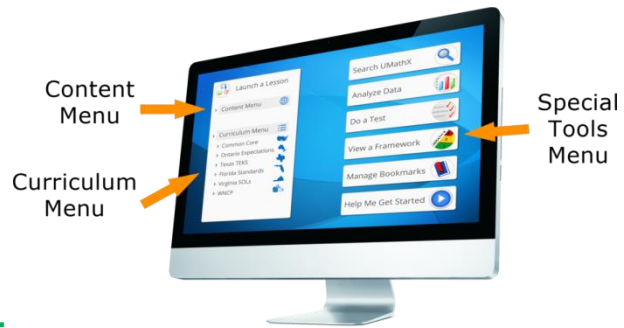 Content
Menu
Curriculum
Menu
Launch a Lesson
Content Menu
Curriculum Menu
Common Core
Ontario Expectations
Texas TEKS
Florida Standards
Virginia SOLs
WNCP
Search UMathX
Analyze Data
Do a Test
View a Framework
Manage Bookmarks
Help Me Get Started
Special
Tools
Menu